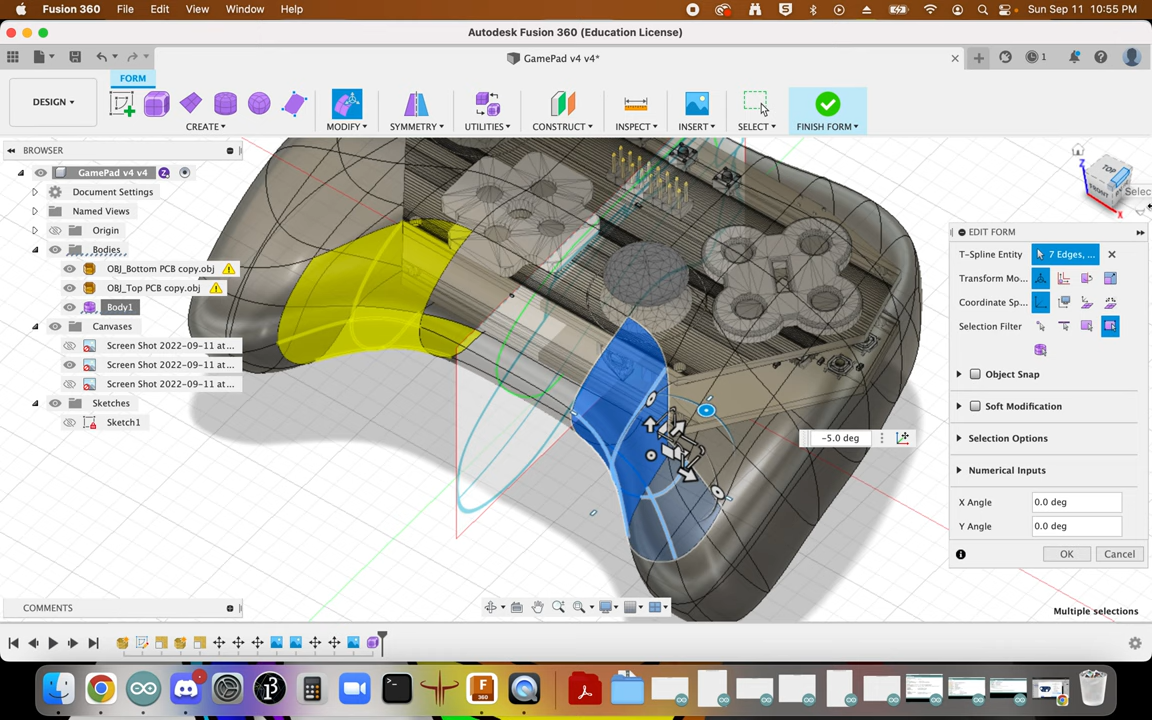 Fusion 360 File Edit View Window Help Sun Sep 11 10:55 PM
Autodesk Fusion 360 (Education License)
GamePad v4 v4*
1
FORM
DESIGN
CREATE MODIFY SYMMETRY UTILITIES CONSTRUCT INSPECT INSERT SELECT FINISH FORM
BROWSER
GamePad v4 v4
Document Settings
Named Views
Origin
Bodies
OBJ_Bottom PCB copy.obj
OBJ_Top PCB copy.obj
Body1
Canvases
Screen Shot 2022-09-11 at...
Screen Shot 2022-09-11 at...
Screen Shot 2022-09-11 at...
Sketches
Sketch1
Z
TOP
FRONT
X
Selec
EDIT FORM
T-Spline Entity 7 Edges, ...
Transform Mo...
Coordinate Sp...
Selection Filter
Object Snap
Soft Modification
Selection Options
Numerical Inputs
X Angle 0.0 deg
Y Angle 0.0 deg
OK Cancel
-5.0 deg
COMMENTS
Multiple selections